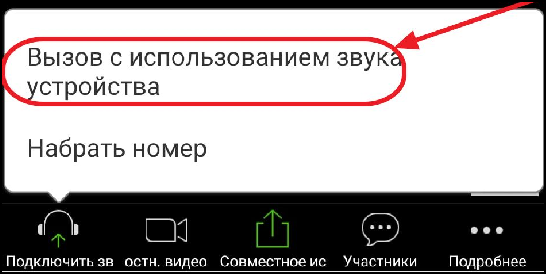 Вызов с использованием звука
устройства
Набрать номер
Подключить зв остн. видео Совместное ис Участники Подробнее